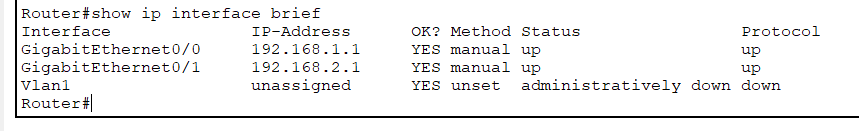 Router#show ip interface brief
Interface              IP-Address      OK? Method Status                Protocol
GigabitEthernet0/0     192.168.1.1     YES manual up                    up
GigabitEthernet0/1     192.168.2.1     YES manual up                    up
Vlan1                  unassigned      YES unset  administratively down down
Router#